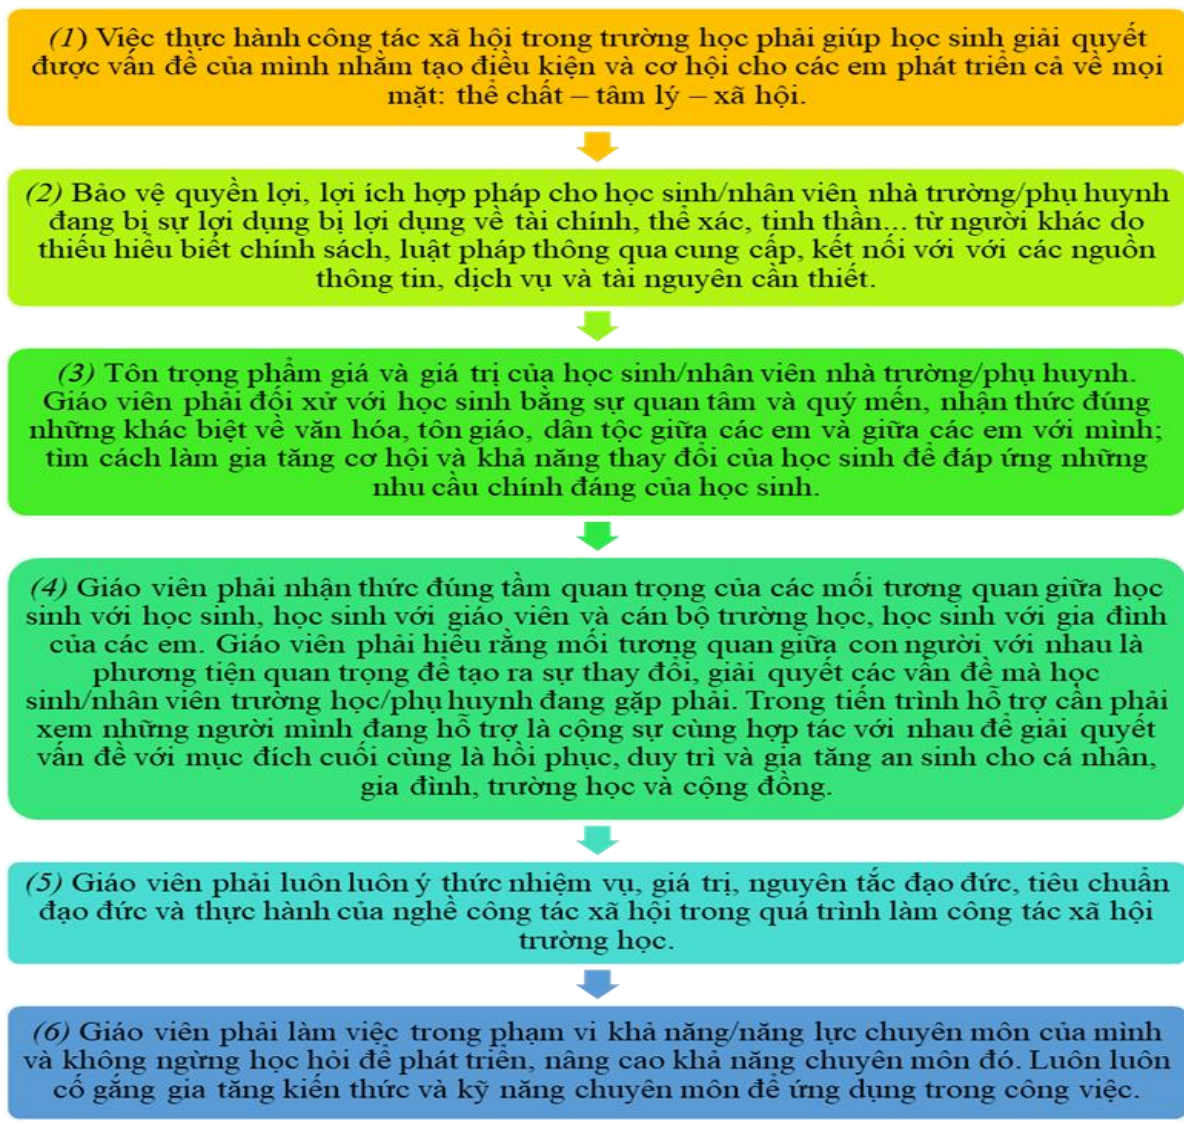 (1) Việc thực hành công tác xã hội trong trường học phải giúp học sinh giải quyết
được vấn đề của mình nhằm tạo điều kiện và cơ hội cho các em phát triển cả về mọi
mặt: thể chất – tâm lý – xã hội.
(2) Bảo vệ quyền lợi, lợi ích hợp pháp cho học sinh/nhân viên nhà trường/phụ huynh
đang bị sự lợi dụng bị lợi dụng về tài chính, thể xác, tinh thần... từ người khác do
thiếu hiểu biết chính sách, luật pháp thông qua cung cấp, kết nối với với các nguồn
thông tin, dịch vụ và tài nguyên cần thiết.
(3) Tôn trọng phẩm giá và giá trị của học sinh/nhân viên nhà trường/phụ huynh.
Giáo viên phải đối xử với học sinh bằng sự quan tâm và quý mến, nhận thức đúng
những khác biệt về văn hóa, tôn giáo, dân tộc giữa các em và giữa các em với mình;
tìm cách làm gia tăng cơ hội và khả năng thay đổi của học sinh để đáp ứng những
nhu cầu chính đáng của học sinh.
(4) Giáo viên phải nhận thức đúng tầm quan trọng của các mối tương quan giữa học
sinh với học sinh, học sinh với giáo viên và cán bộ trường học, học sinh với gia đình
của các em. Giáo viên phải hiểu rằng mối tương quan giữa con người với nhau là
phương tiện quan trọng để tạo ra sự thay đổi, giải quyết các vấn đề mà học
sinh/nhân viên trường học/phụ huynh đang gặp phải. Trong tiến trình hỗ trợ cần phải
xem những người mình đang hỗ trợ là cộng sự cùng hợp tác với nhau để giải quyết
vấn đề với mục đích cuối cùng là hồi phục, duy trì và gia tăng an sinh cho cá nhân,
gia đình, trường học và cộng đồng.
(5) Giáo viên phải luôn luôn ý thức nhiệm vụ, giá trị, nguyên tắc đạo đức, tiêu chuẩn
đạo đức và thực hành của nghề công tác xã hội trong quá trình làm công tác xã hội
trường học.
(6) Giáo viên phải làm việc trong phạm vi khả năng/năng lực chuyên môn của mình
và không ngừng học hỏi để phát triển, nâng cao khả năng chuyên môn đó. Luôn luôn
cố gắng gia tăng kiến thức và kỹ năng chuyên môn để ứng dụng trong công việc.